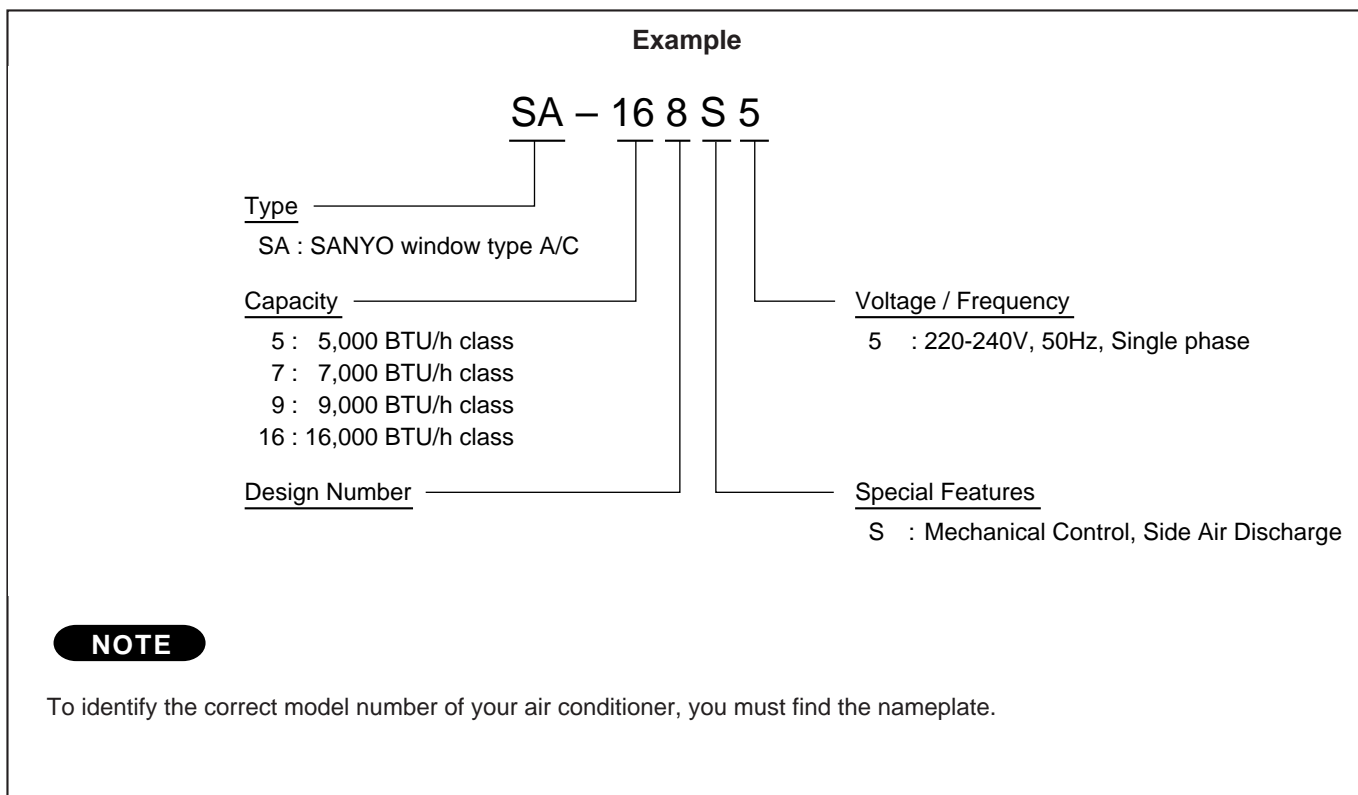 Example
SA – 16 8 S 5
Type
SA : SANYO window type A/C
Capacity
5 : 5,000 BTU/h class
7 : 7,000 BTU/h class
9 : 9,000 BTU/h class
16 : 16,000 BTU/h class
Design Number
Voltage / Frequency
5 : 220-240V, 50Hz, Single phase
Special Features
S : Mechanical Control, Side Air Discharge
NOTE
To identify the correct model number of your air conditioner, you must find the nameplate.